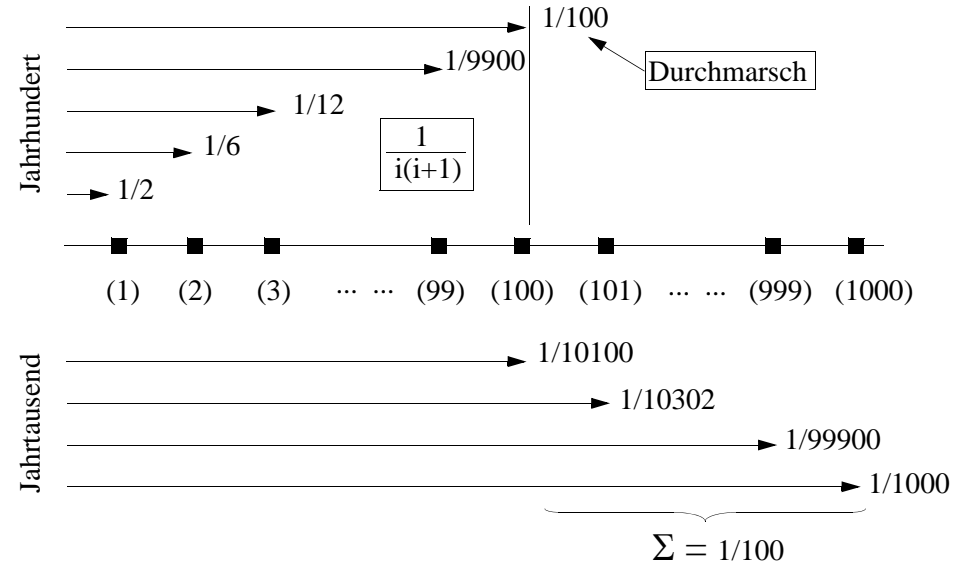 Jahrhundert
1/100
Durchmarsch
1/9900
1/12
1/6
1/2
1
i(i+1)
(1) (2) (3) ... ... (99) (100) (101) ... ... (999) (1000)
Jahrtausend
1/10100
1/10302
1/99900
1/1000
Σ = 1/100